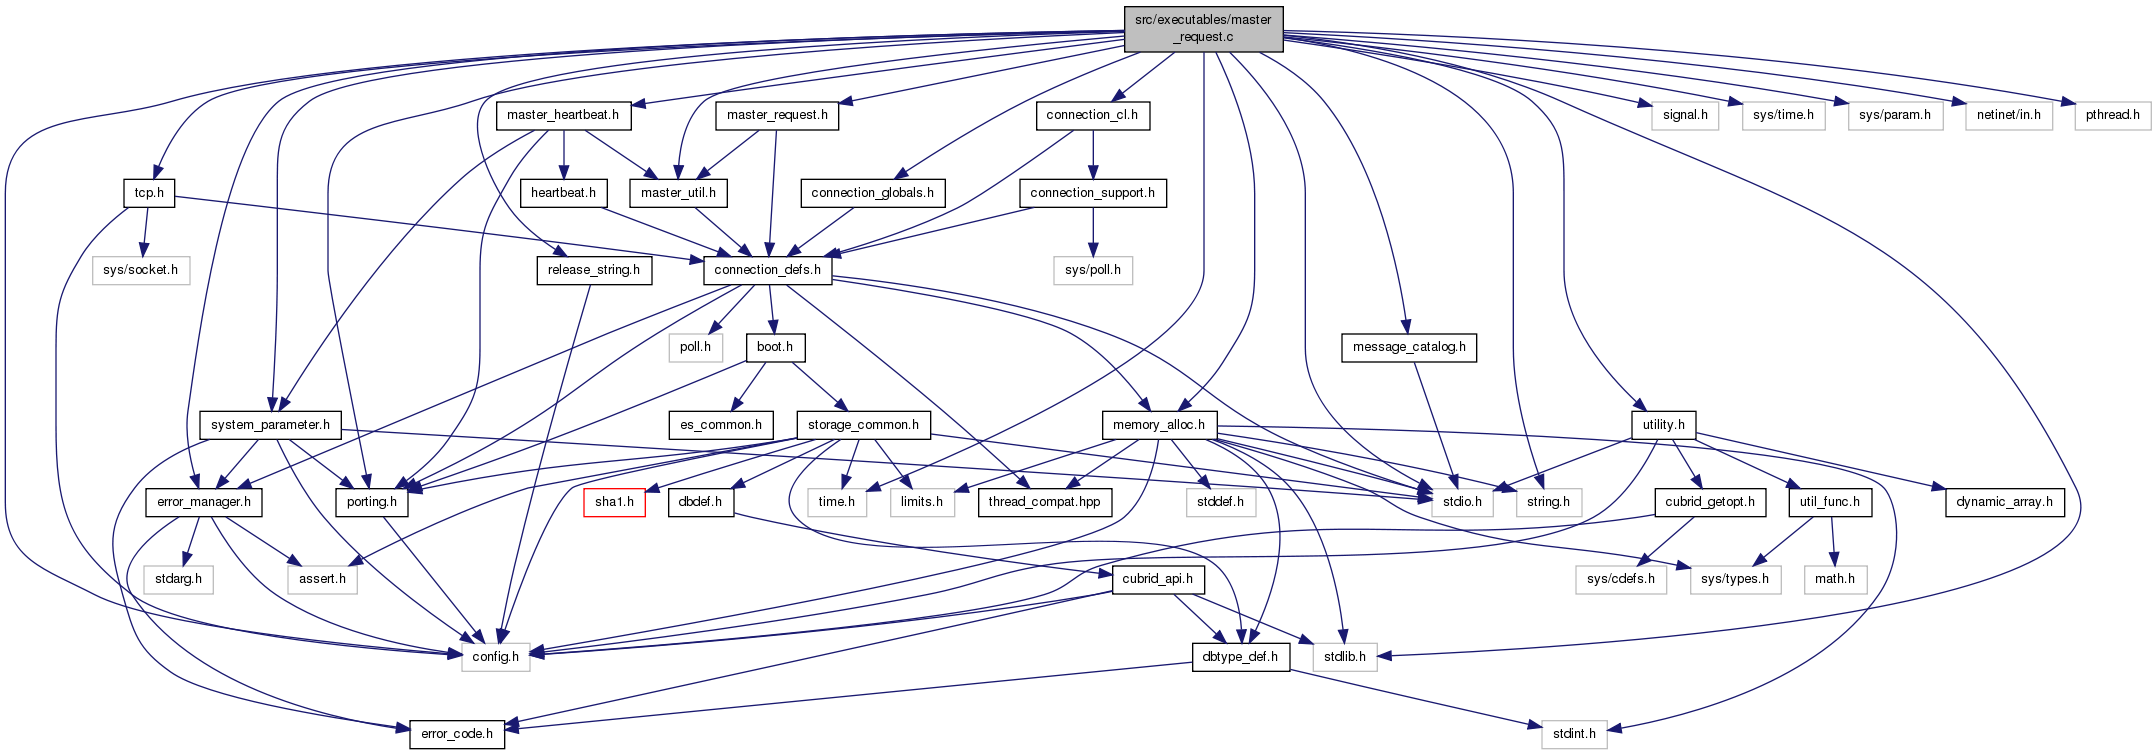 src/executables/master
_request.c
master_heartbeat.h
master_request.h
connection_cl.h
signal.h
sys/time.h
sys/param.h
netinet/in.h
pthread.h
tcp.h
heartbeat.h
master_util.h
connection_globals.h
connection_support.h
sys/socket.h
release_string.h
connection_defs.h
sys/poll.h
poll.h
boot.h
message_catalog.h
system_parameter.h
es_common.h
storage_common.h
memory_alloc.h
utility.h
error_manager.h
porting.h
sha1.h
dbdef.h
time.h
limits.h
thread_compat.hpp
stddef.h
stdio.h
string.h
cubrid_getopt.h
util_func.h
dynamic_array.h
stdarg.h
assert.h
cubrid_api.h
sys/cdefs.h
sys/types.h
math.h
config.h
dbtype_def.h
stdlib.h
error_code.h
stdint.h